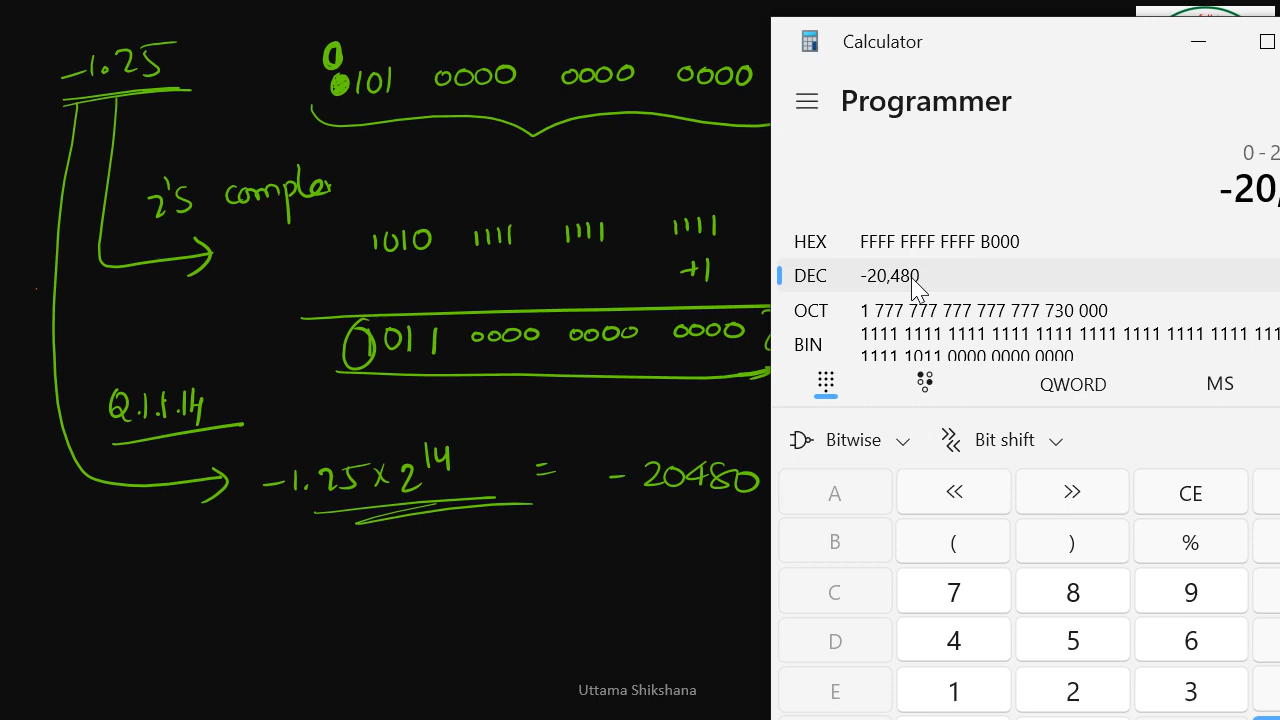 -1.25
0
0101 0000 0000 0000
2's comple
1010 1111 1111 1111
+1
1011 0000 0000 0000
Q.1.1.14
-1.25 × 2^14 = - 20480
Calculator
Programmer
0 - 2
-20,
HEX FFFF FFFF FFFF B000
DEC -20,480
OCT 1 777 777 777 777 777 730 000
BIN 1111 1111 1111 1111 1111 1111 1111 1111 1111 11
1111 1011 0000 0000 0000
QWORD MS
Bitwise Bit shift
A << >> CE
B ( ) %
C 7 8 9
D 4 5 6
E 1 2 3
Uttama Shikshana